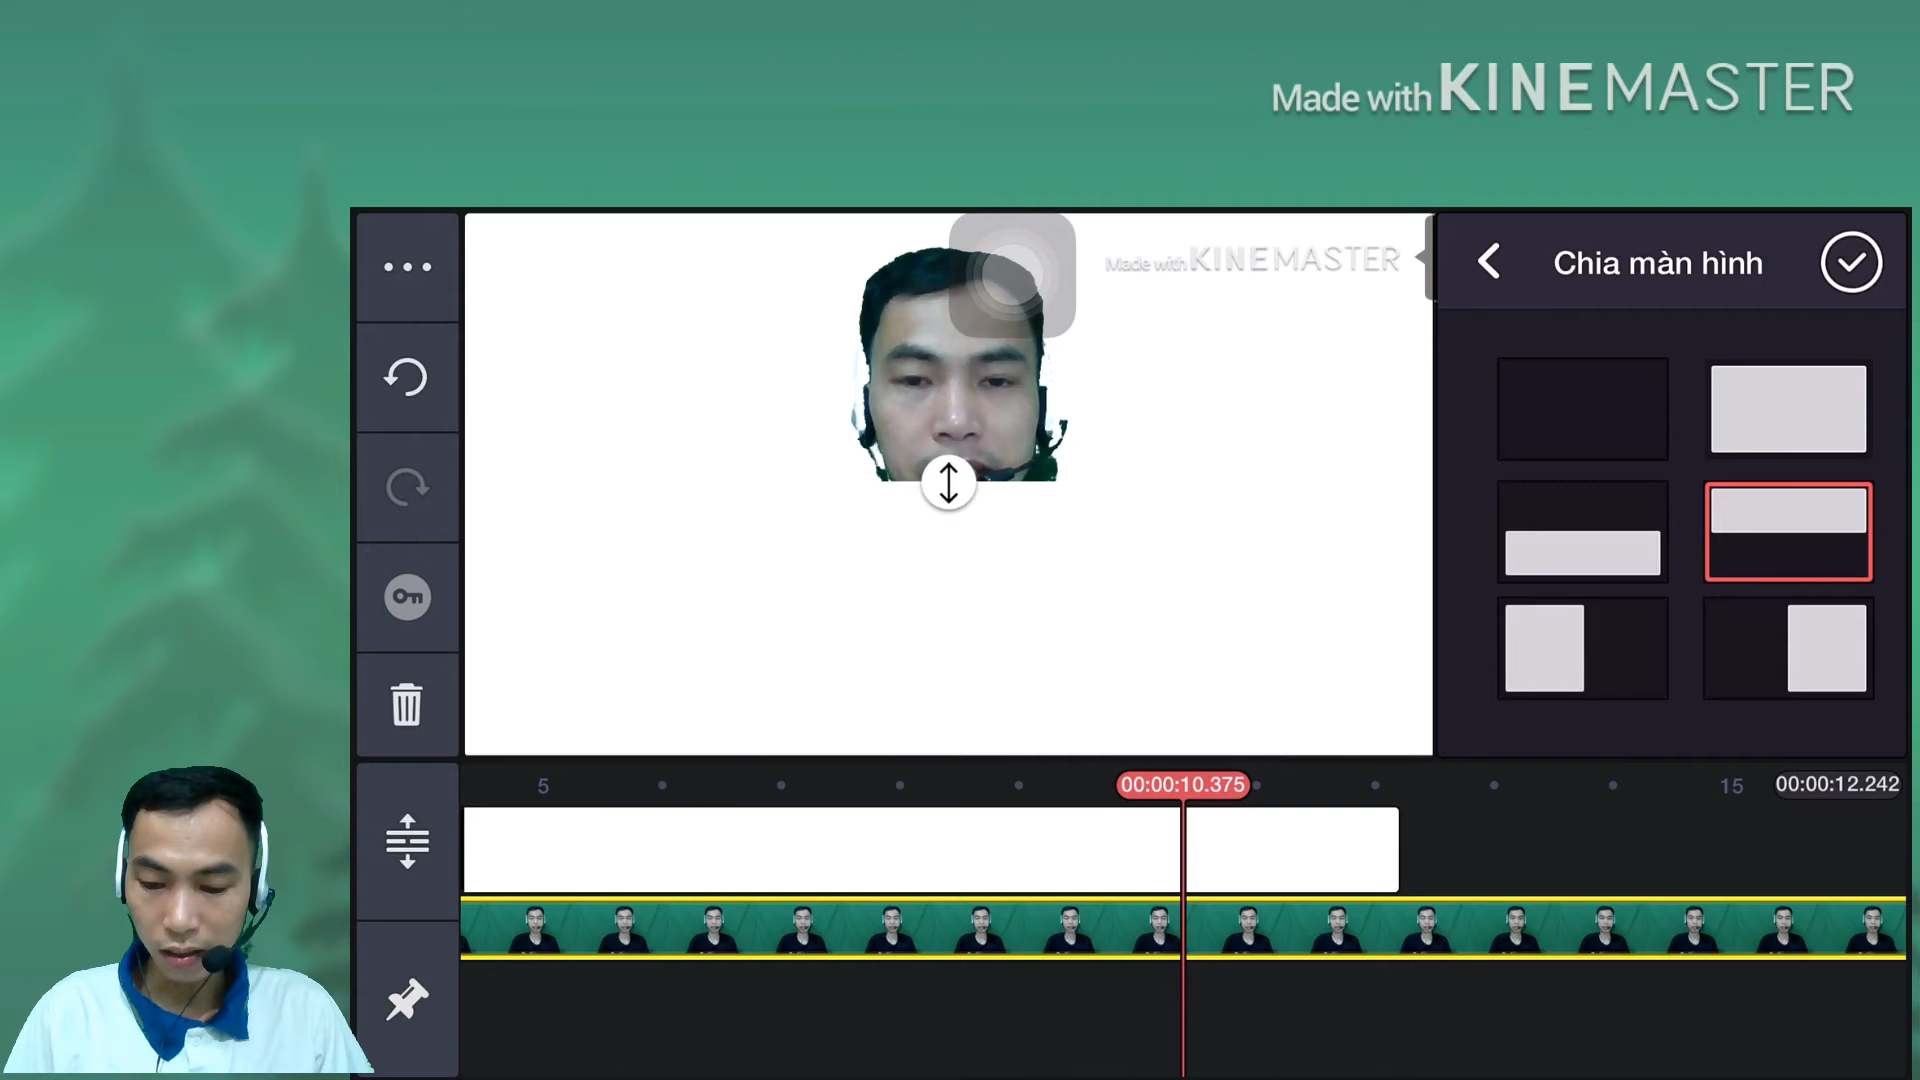 Made with KINEMASTER
Made with KINEMASTER
Chia màn hình
5
00:00:10.375
15
00:00:12.242